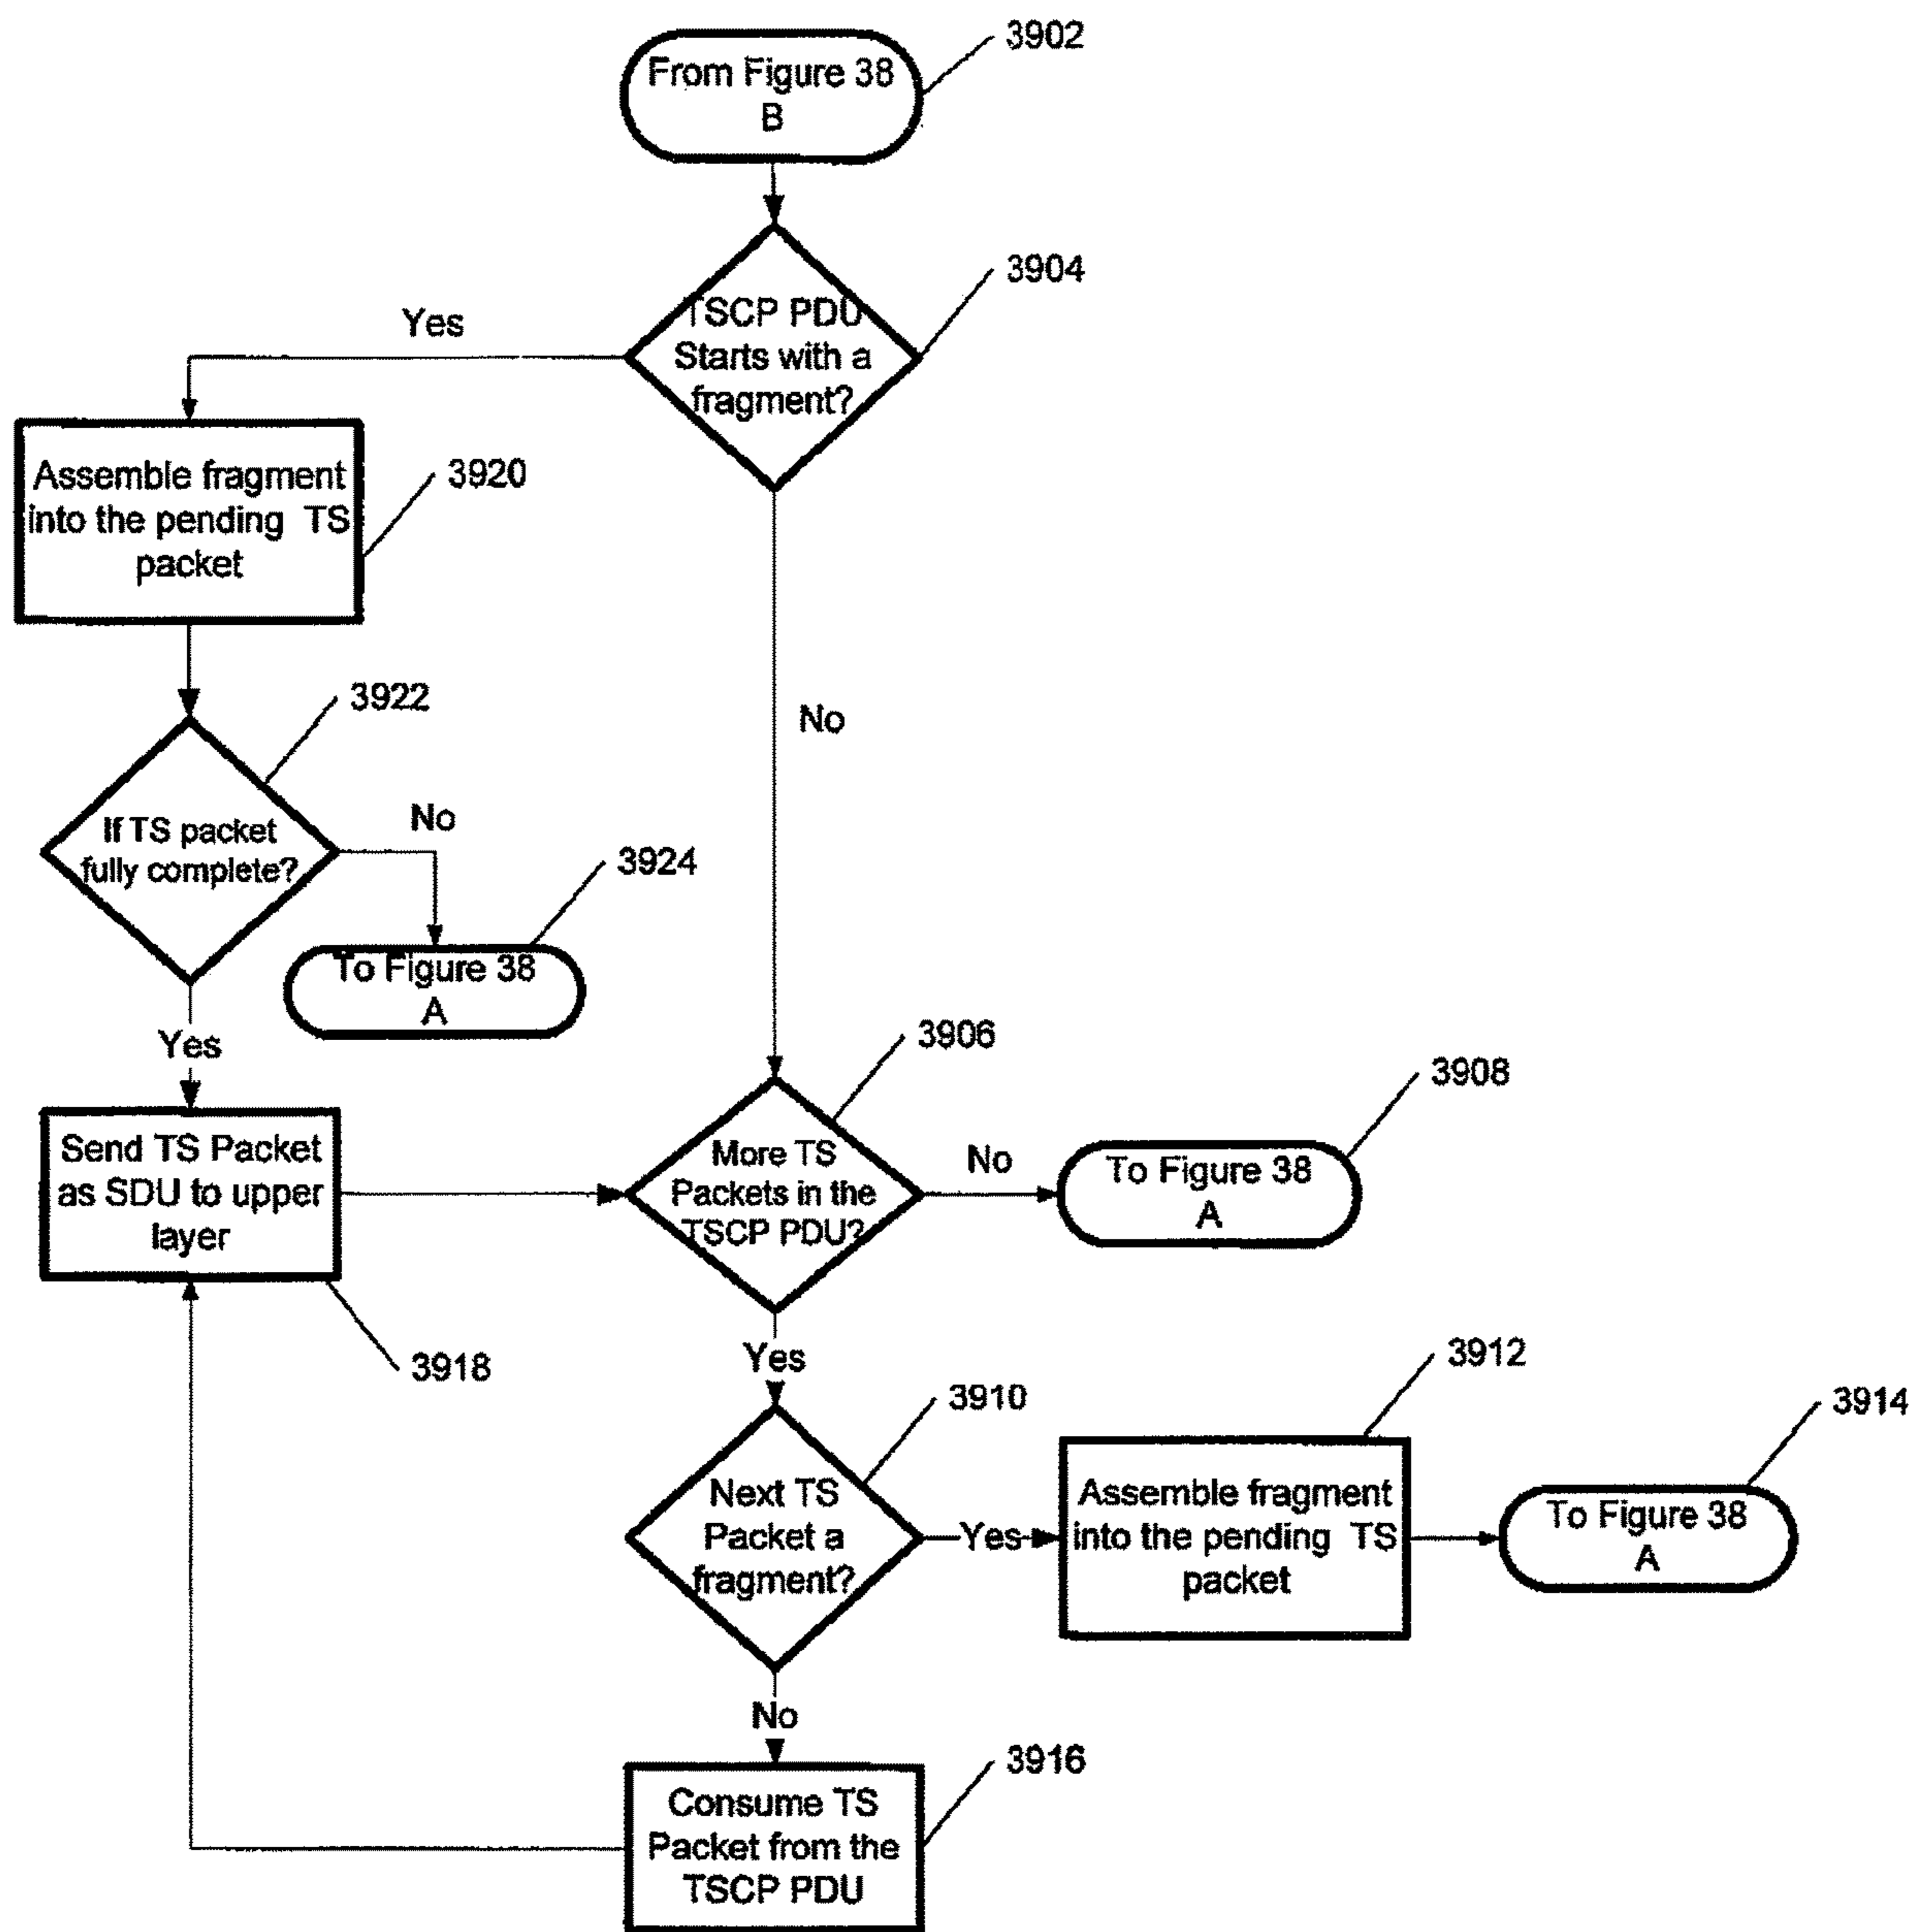 From Figure 38
B
3902
TSCP PDU
Starts with a
fragment?
3904
Yes
No
Assemble fragment
into the pending TS
packet
3920
If TS packet
fully complete?
3922
No
To Figure 38
A
3924
Yes
Send TS Packet
as SDU to upper
layer
3918
More TS
Packets in the
TSCP PDU?
3906
No
To Figure 38
A
3908
Yes
Next TS
Packet a
fragment?
3910
Yes
Assemble fragment
into the pending TS
packet
3912
To Figure 38
A
3914
No
Consume TS
Packet from the
TSCP PDU
3916